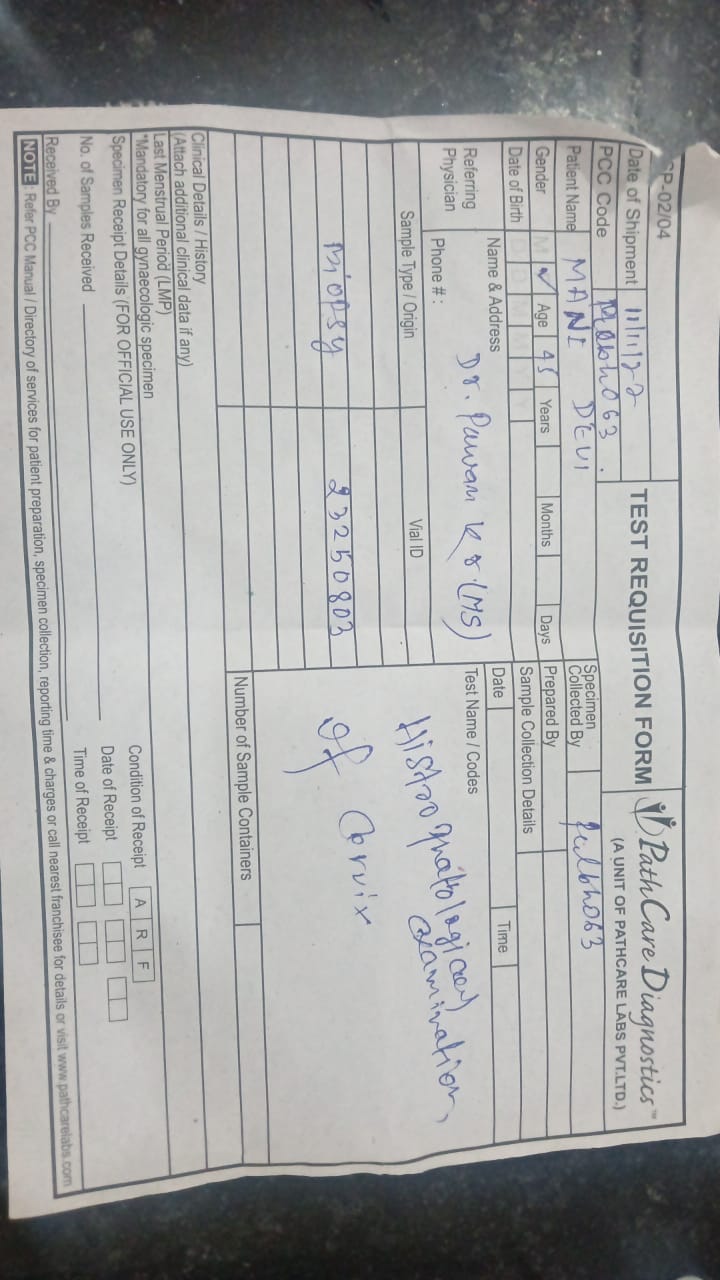 P-02/04
TEST REQUISITION FORM
PathCare Diagnostics™
(A UNIT OF PATHCARE LABS PVT.LTD.)
Date of Shipment 11/11/22
PCC Code
Patient Name MANI DEVI
Gender M ✓ Age 45 Years Months Days
Date of Birth D D M M Y Y
Referring Physician
Name & Address Dr. Pawan Kr (MS)
Phone # :
Specimen Collected By
Prepared By
Sample Collection Details
Date Time
Sample Type / Origin Vial ID
Biopsy 23250803
Test Name / Codes
Histropatological
examination,
of Cervix
Number of Sample Containers
Clinical Details / History
(Attach additional clinical data if any)
Last Menstrual Period (LMP)
*Mandatory for all gynaecologic specimen
Specimen Receipt Details (FOR OFFICIAL USE ONLY)
No. of Samples Received
Received By
Condition of Receipt A R F
Date of Receipt
Time of Receipt
NOTE : Refer PCC Manual / Directory of services for patient preparation, specimen collection, reporting time & charges or call nearest franchisee for details or visit www.pathcarelabs.com